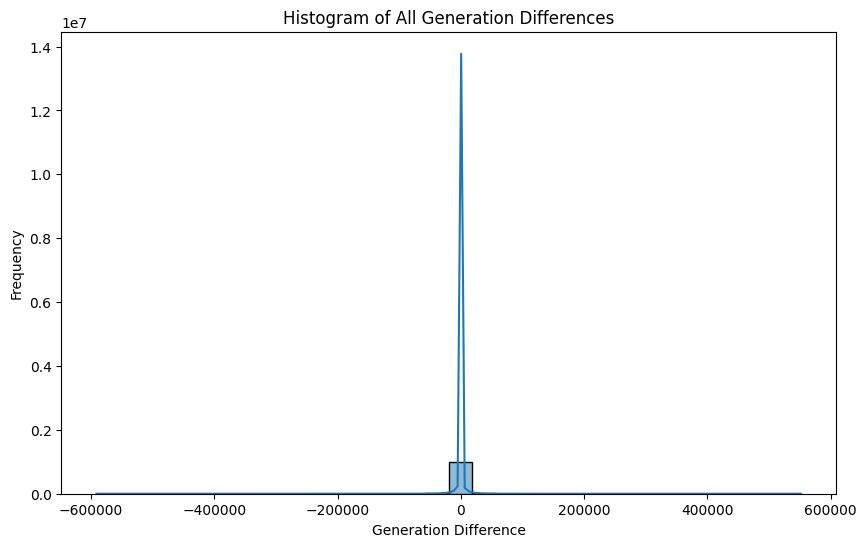 Histogram of All Generation Differences
1e7
1.4
1.2
1.0
0.8
0.6
0.4
0.2
0.0
Frequency
−600000 −400000 −200000 0 200000 400000 600000
Generation Difference